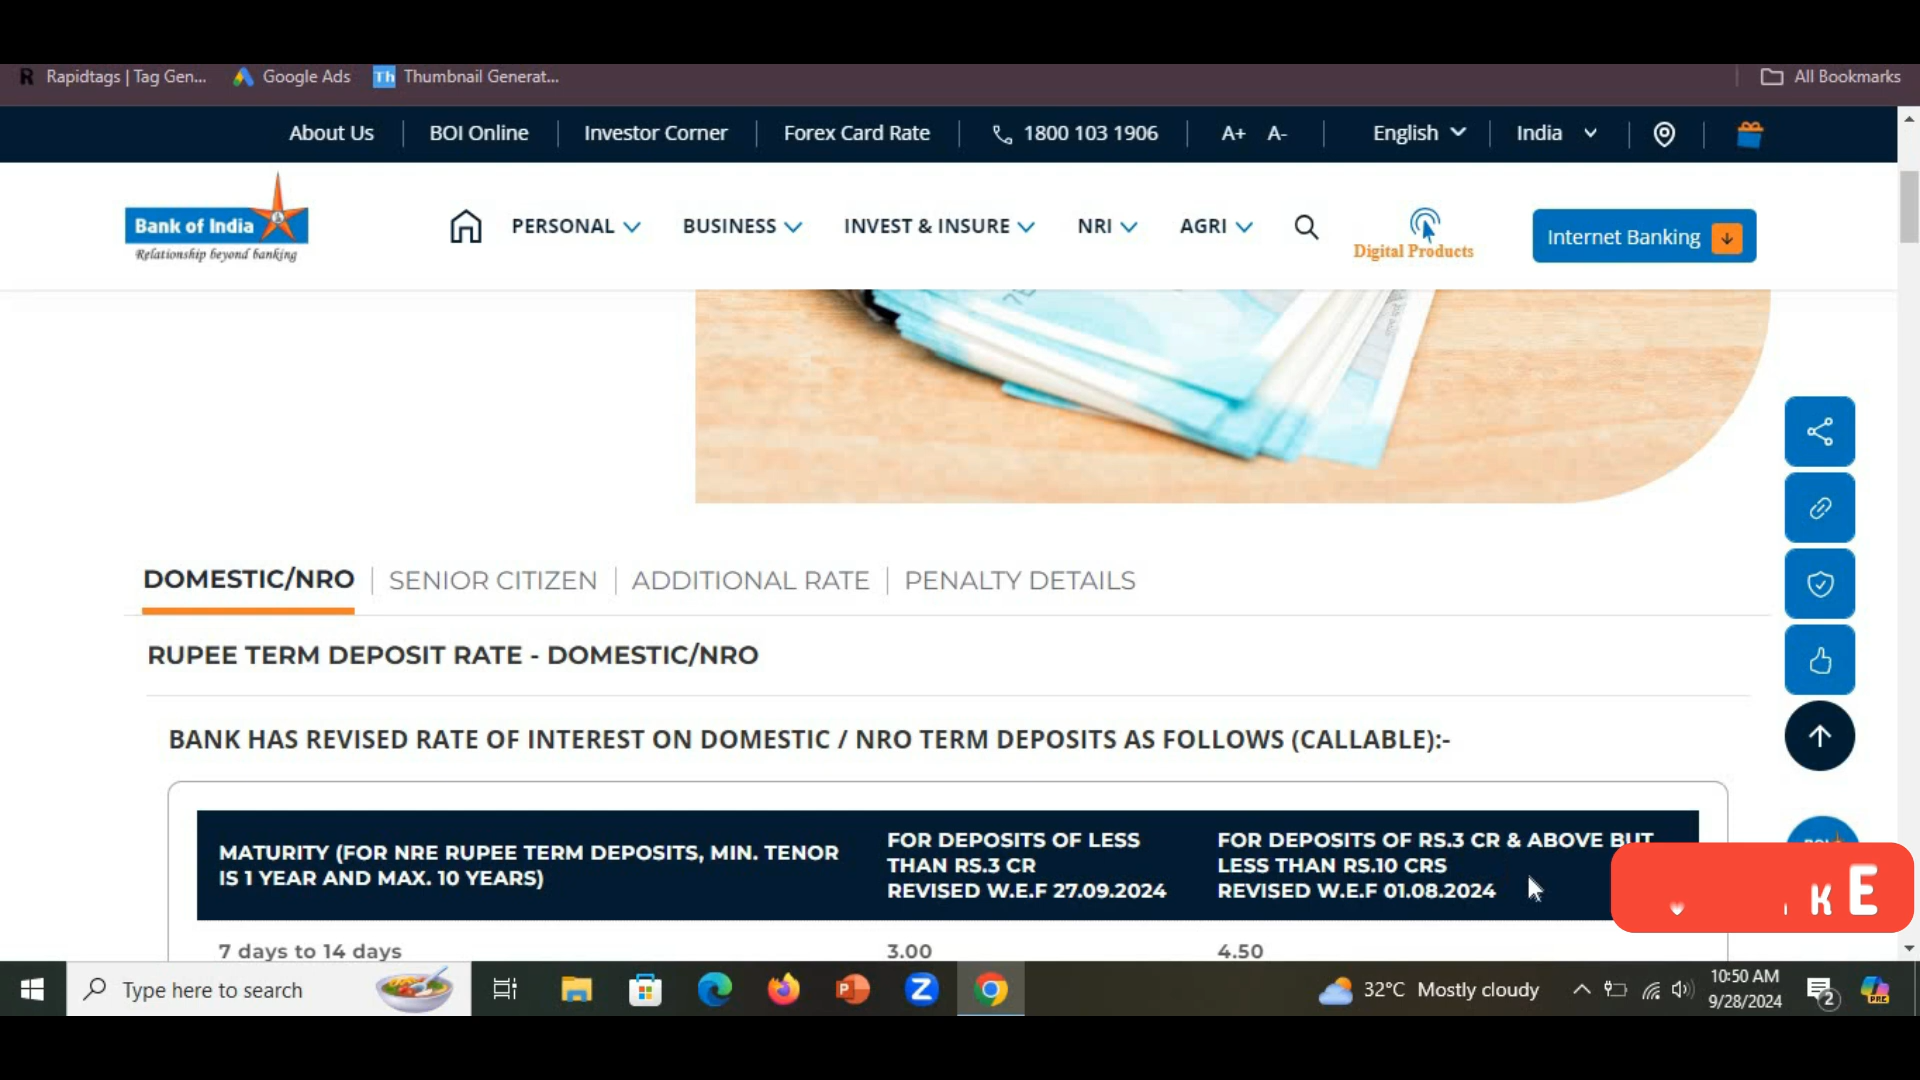 Rapidtags | Tag Gen...
Google Ads
Th Thumbnail Generat...
All Bookmarks
About Us
BOI Online
Investor Corner
Forex Card Rate
1800 103 1906
A+ A-
English
India
Bank of India
Relationship beyond banking
PERSONAL
BUSINESS
INVEST & INSURE
NRI
AGRI
Digital Products
Internet Banking
DOMESTIC/NRO
SENIOR CITIZEN
ADDITIONAL RATE
PENALTY DETAILS
RUPEE TERM DEPOSIT RATE - DOMESTIC/NRO
BANK HAS REVISED RATE OF INTEREST ON DOMESTIC / NRO TERM DEPOSITS AS FOLLOWS (CALLABLE):-
MATURITY (FOR NRE RUPEE TERM DEPOSITS, MIN. TENOR
IS 1 YEAR AND MAX. 10 YEARS)
FOR DEPOSITS OF LESS
THAN RS.3 CR
REVISED W.E.F 27.09.2024
FOR DEPOSITS OF RS.3 CR & ABOVE BUT
LESS THAN RS.10 CRS
REVISED W.E.F 01.08.2024
KE
7 days to 14 days
3.00
4.50
Type here to search
32°C Mostly cloudy
10:50 AM
9/28/2024
2
PRE